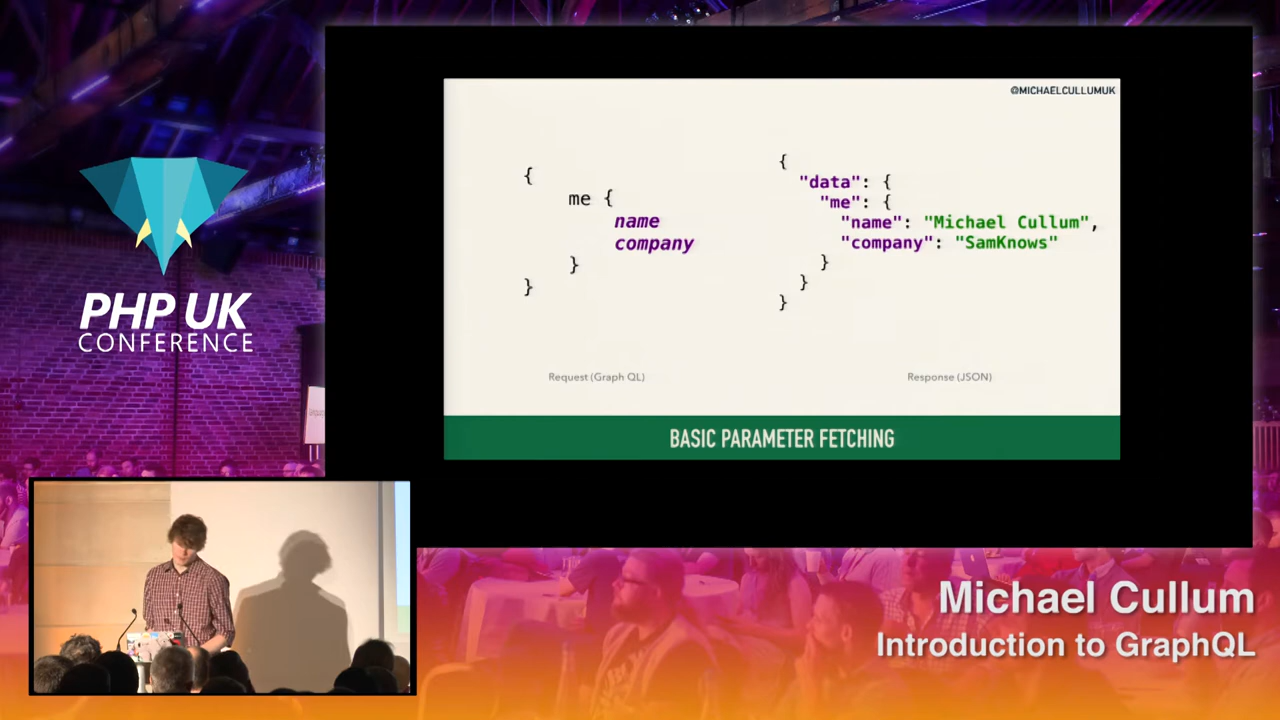 @MICHAELCULLUMUK
{
me {
name
company
}
}
Request (Graph QL)
{
"data": {
"me": {
"name": "Michael Cullum",
"company": "SamKnows"
}
}
}
Response (JSON)
BASIC PARAMETER FETCHING
PHP UK
CONFERENCE
Michael Cullum
Introduction to GraphQL